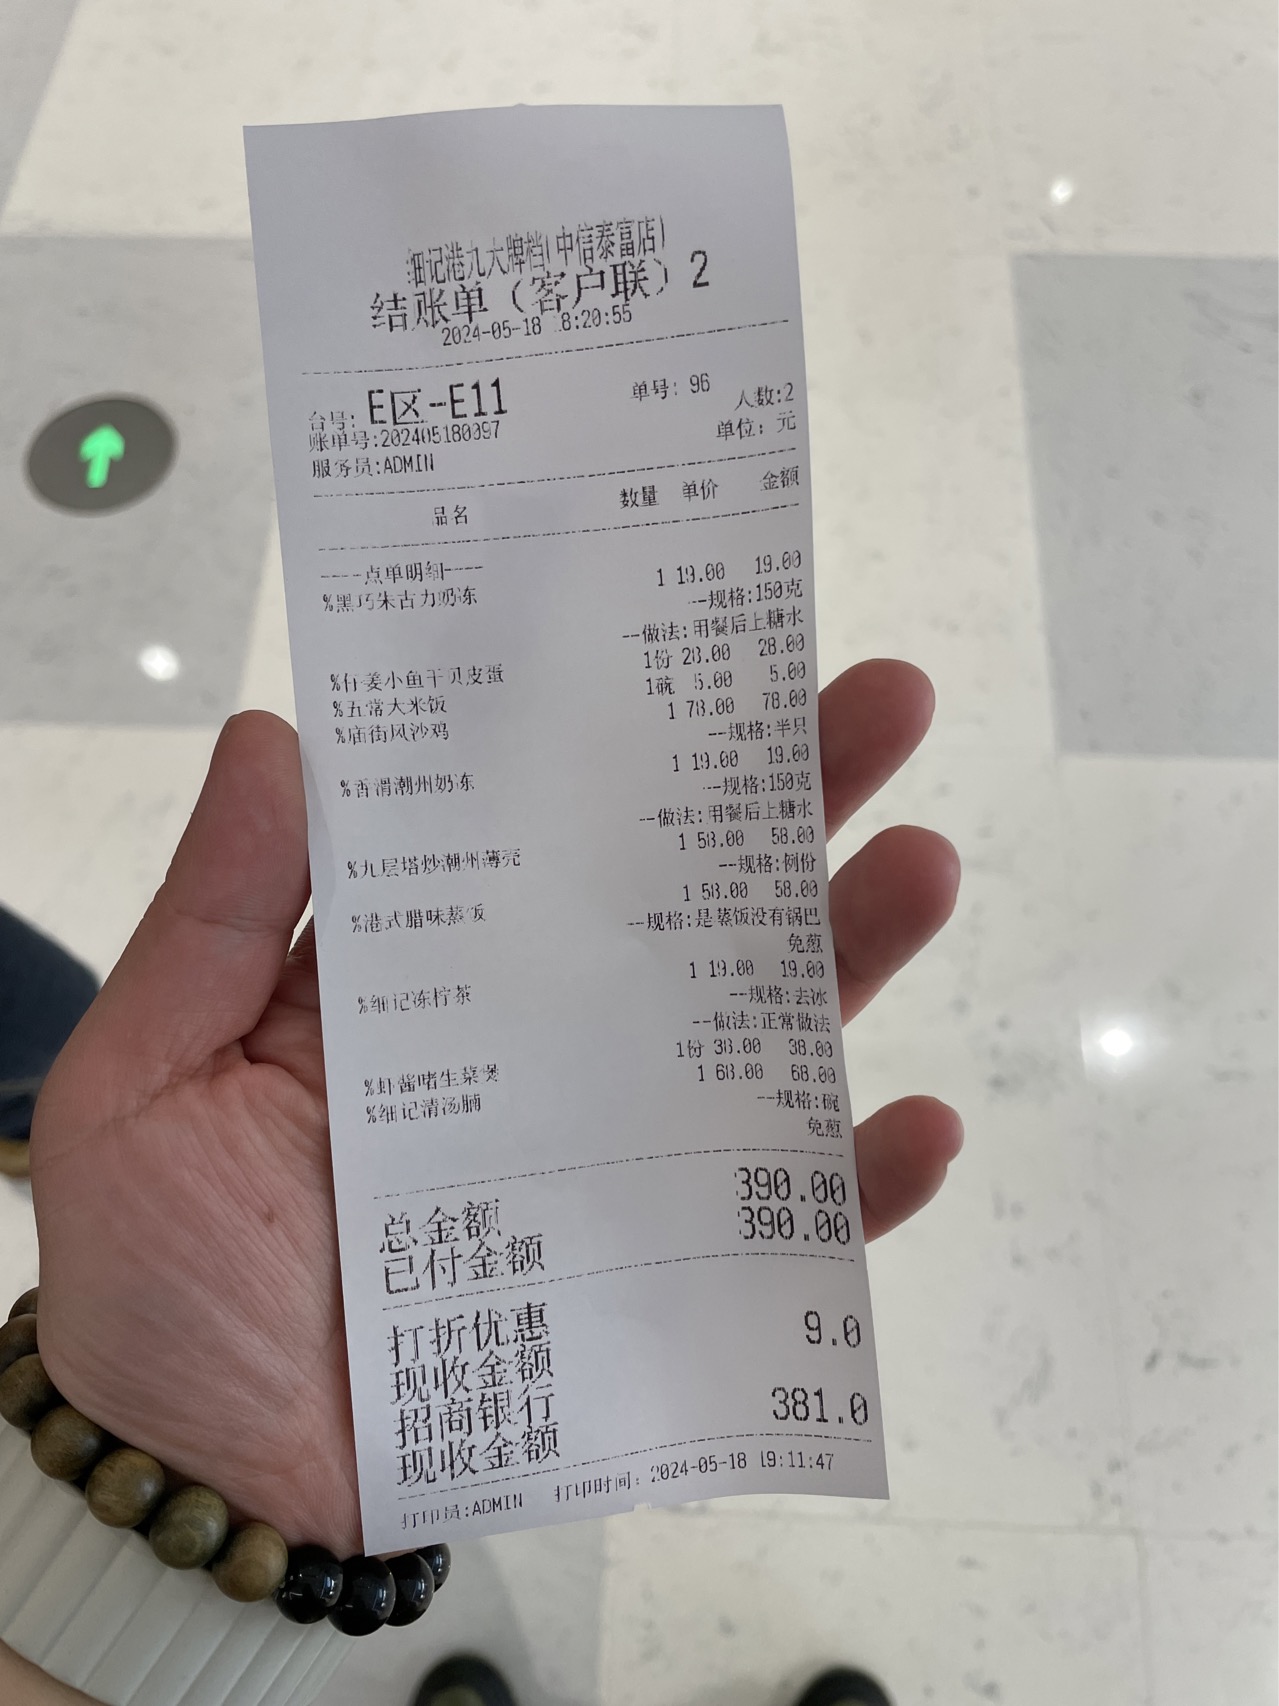 细记港九大牌档(中信泰富店)
结账单（客户联）2
2024-05-18 18:20:55
台号: E区-E11 单号: 96 人数:2
账单号:202405180097 单位: 元
服务员:ADMIN
品名 数量 单价 金额
----点单明细----
%黑巧朱古力奶冻 1 19.00 19.00
--规格:150克
--做法:用餐后上糖水
%仔姜小鱼干贝皮蛋 1份 28.00 28.00
%五常大米饭 1碗 5.00 5.00
%庙街风沙鸡 1 78.00 78.00
--规格:半只
%香滑潮州奶冻 1 19.00 19.00
--规格:150克
--做法:用餐后上糖水
%九层塔炒潮州薄壳 1 58.00 58.00
--规格:例份
%港式腊味蒸饭 1 58.00 58.00
--规格:是蒸饭没有锅巴
免葱
%细记冻柠茶 1 19.00 19.00
--规格:去冰
--做法:正常做法
%虾酱啫生菜煲 1份 38.00 38.00
%细记清汤腩 1 68.00 68.00
--规格:碗
免葱
总金额 390.00
已付金额 390.00
打折优惠
现收金额 9.0
招商银行
现收金额 381.0
打印员:ADMIN 打印时间: 2024-05-18 19:11:47